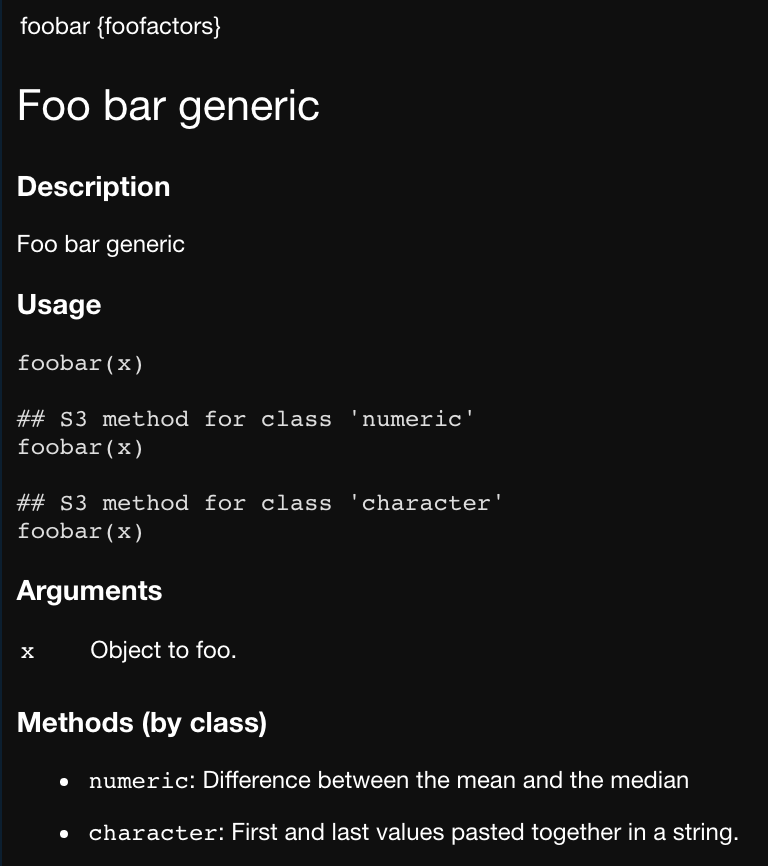 foobar {foofactors}
Foo bar generic
Description
Foo bar generic
Usage
foobar(x)
## S3 method for class 'numeric'
foobar(x)
## S3 method for class 'character'
foobar(x)
Arguments
x Object to foo.
Methods (by class)
• numeric: Difference between the mean and the median
• character: First and last values pasted together in a string.